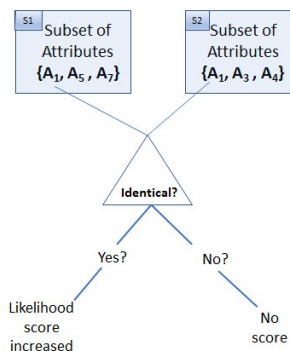 S1
Subset of
Attributes
{A₁, A₅ , A₇}
S2
Subset of
Attributes
{A₁, A₃ , A₄}
Identical?
Yes?
No?
Likelihood
score
increased
No
score